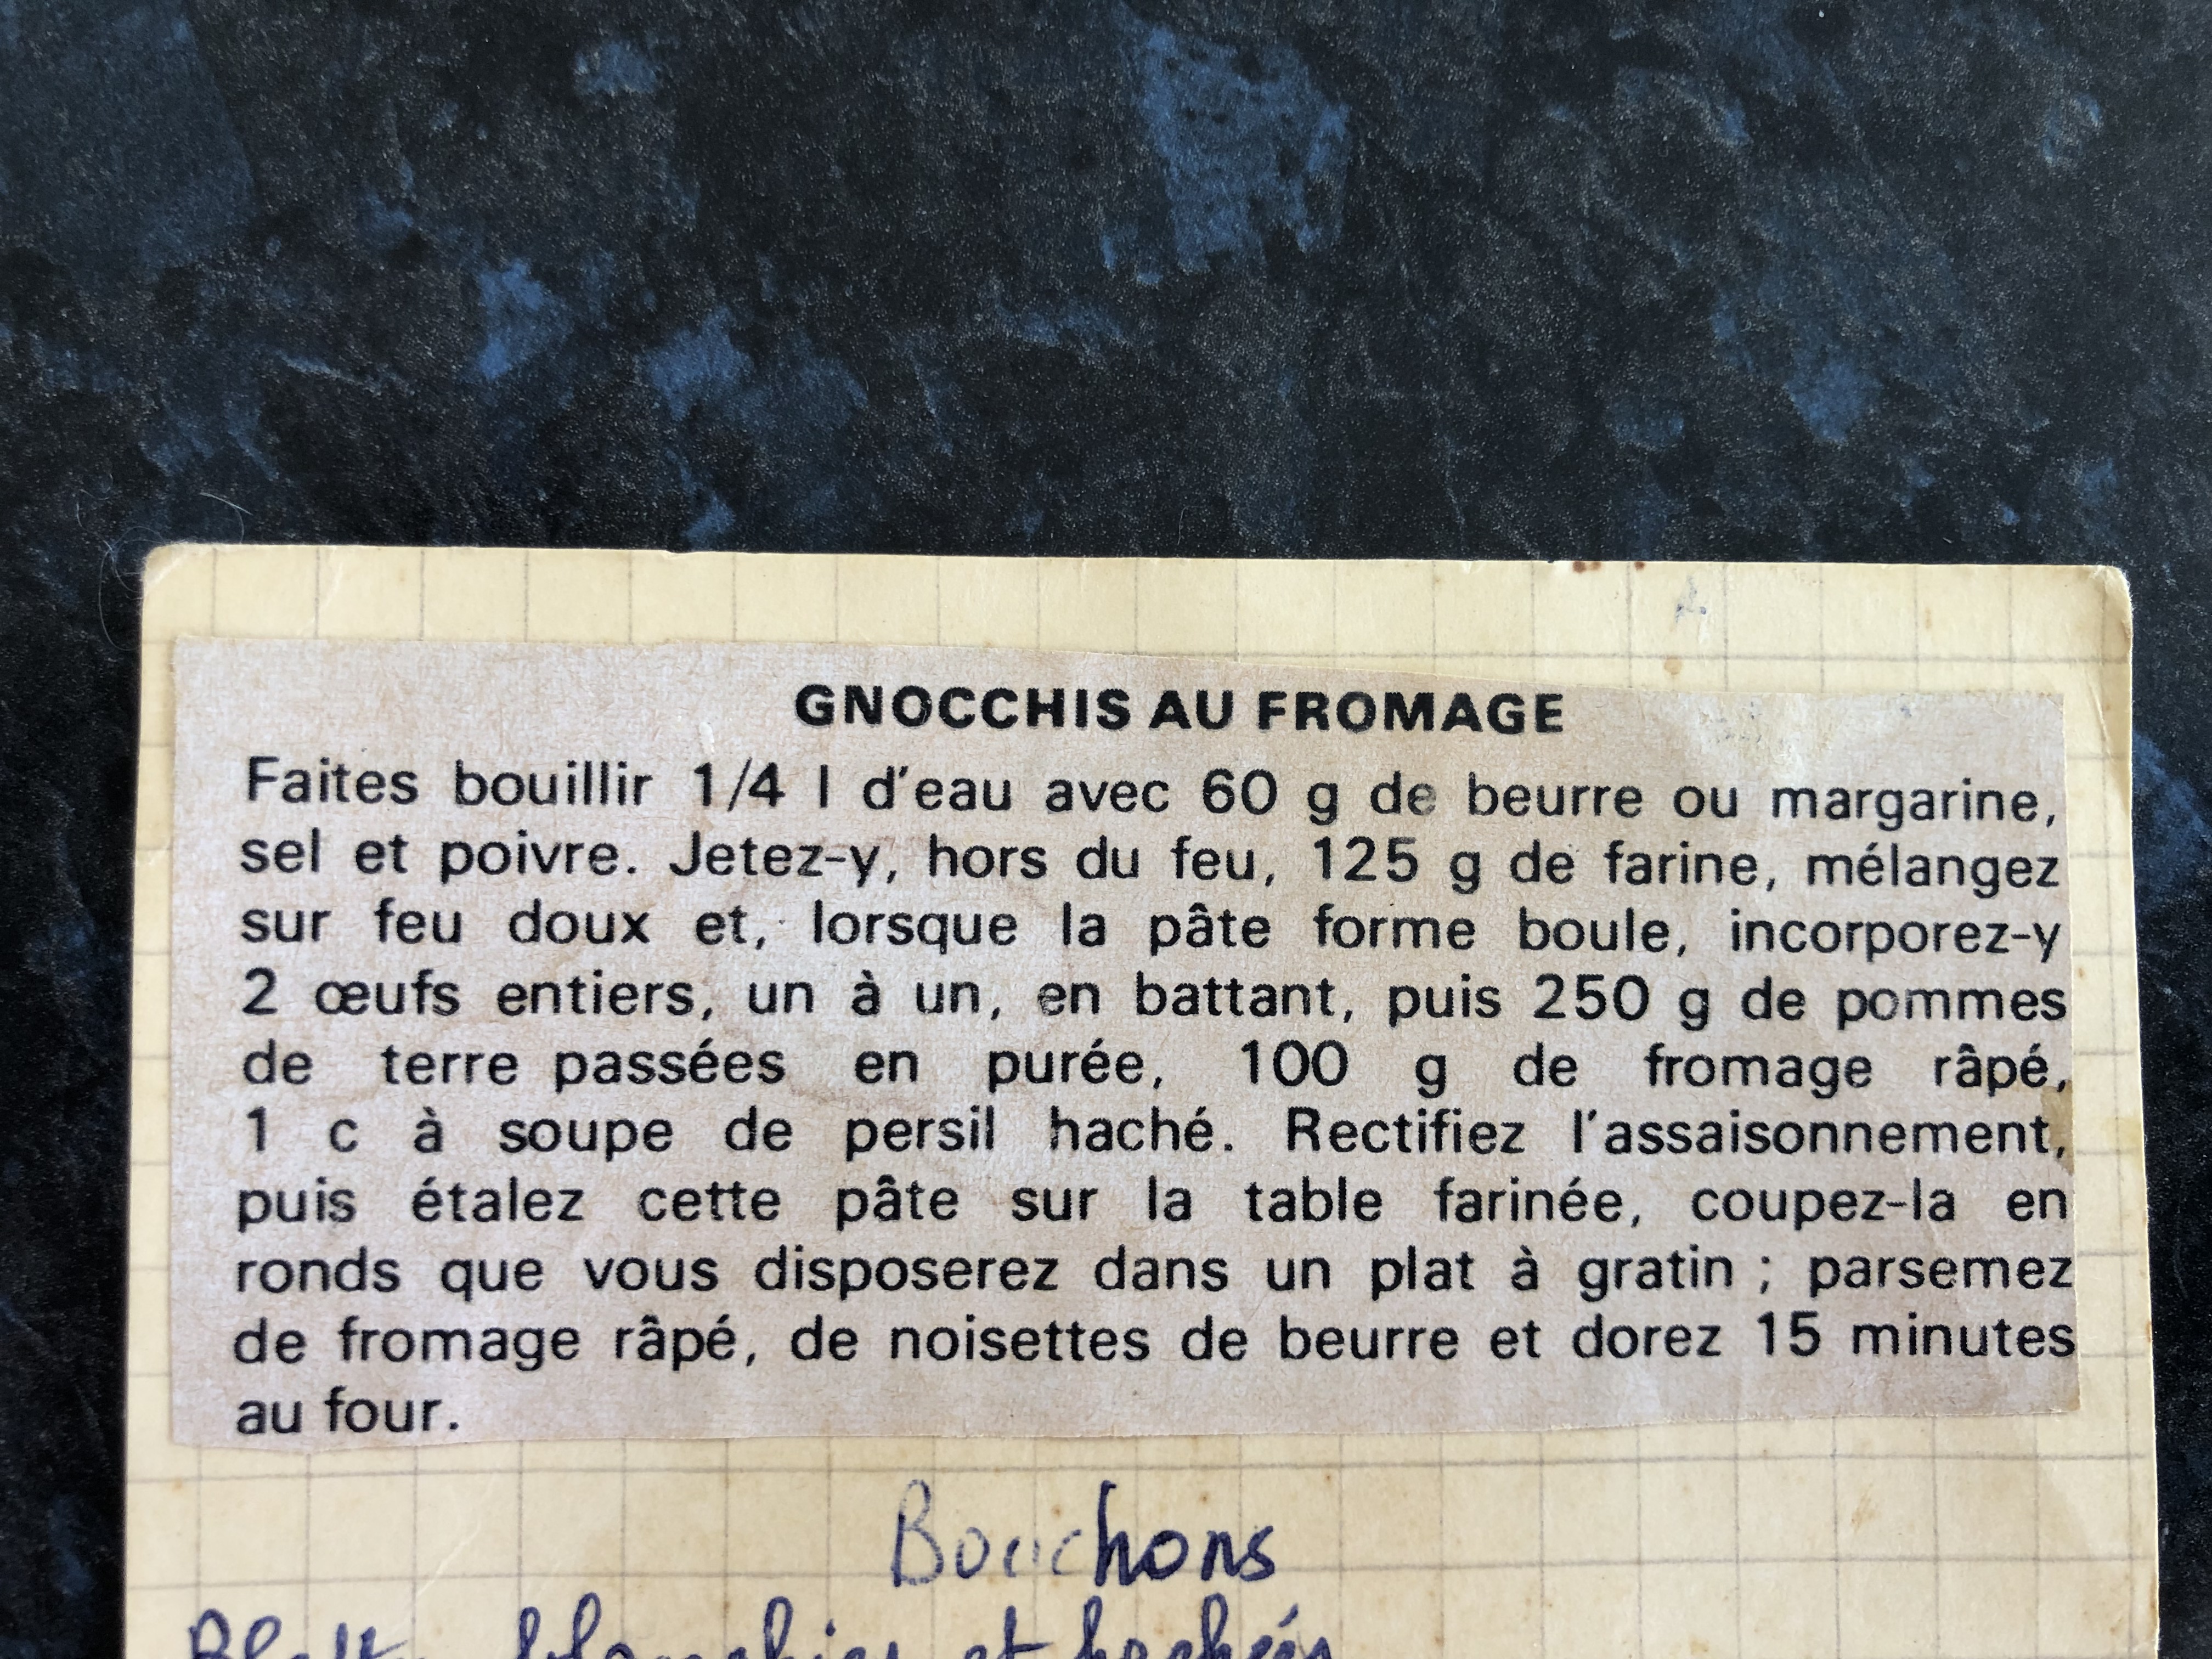 GNOCCHIS AU FROMAGE
Faites bouillir 1/4 l d'eau avec 60 g de beurre ou margarine,
sel et poivre. Jetez-y, hors du feu, 125 g de farine, mélangez
sur feu doux et, lorsque la pâte forme boule, incorporez-y
2 œufs entiers, un à un, en battant, puis 250 g de pommes
de terre passées en purée, 100 g de fromage râpé,
1 c à soupe de persil haché. Rectifiez l'assaisonnement,
puis étalez cette pâte sur la table farinée, coupez-la en
ronds que vous disposerez dans un plat à gratin ; parsemez
de fromage râpé, de noisettes de beurre et dorez 15 minutes
au four.
Bouchons
et